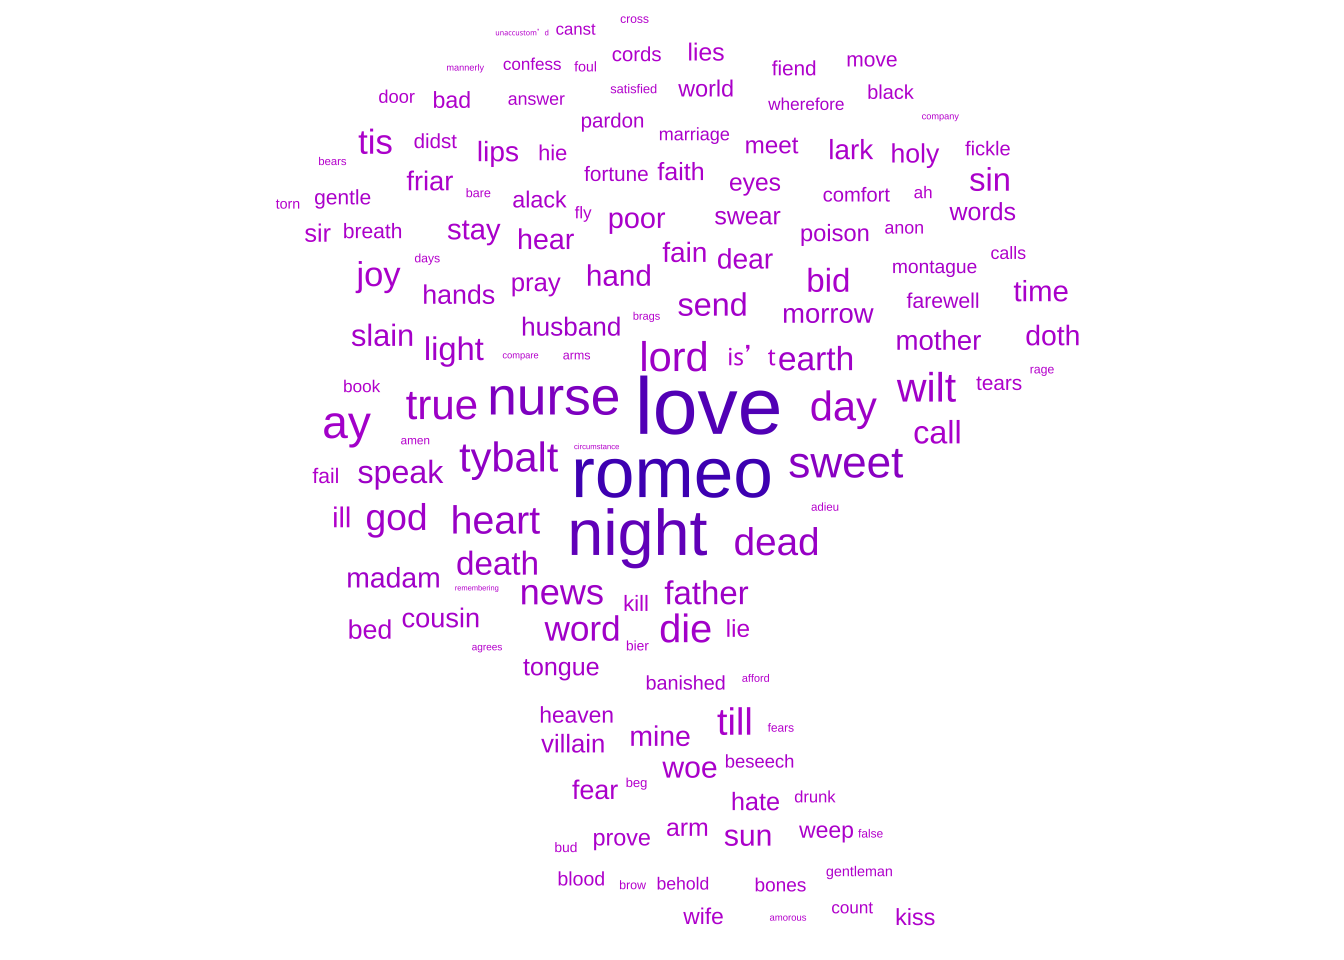 cross
unaccustom’d canst
cords lies
mannerly confess foul fiend move
door bad answer satisfied world wherefore black
pardon company
tis didst lips hie marriage meet lark holy fickle
bears friar bare fortune faith eyes sin
torn gentle alack fly comfort ah words
sir breath stay hear poor swear poison anon
joy days fain dear montague calls
hands pray hand bid farewell time
send morrow
slain light husband brags mother doth
compare arms lord is’t earth rage
book true nurse love day wilt tears
ay amen call
fail speak tybalt circumstance romeo sweet
ill god heart night adieu
dead
madam death
remembering news kill father
bed cousin word die lie
agrees bier
tongue
banished afford
heaven till fears
villain mine
woe beseech
fear beg hate drunk
prove arm sun weep false
bud
blood brow behold bones gentleman
wife amorous count kiss